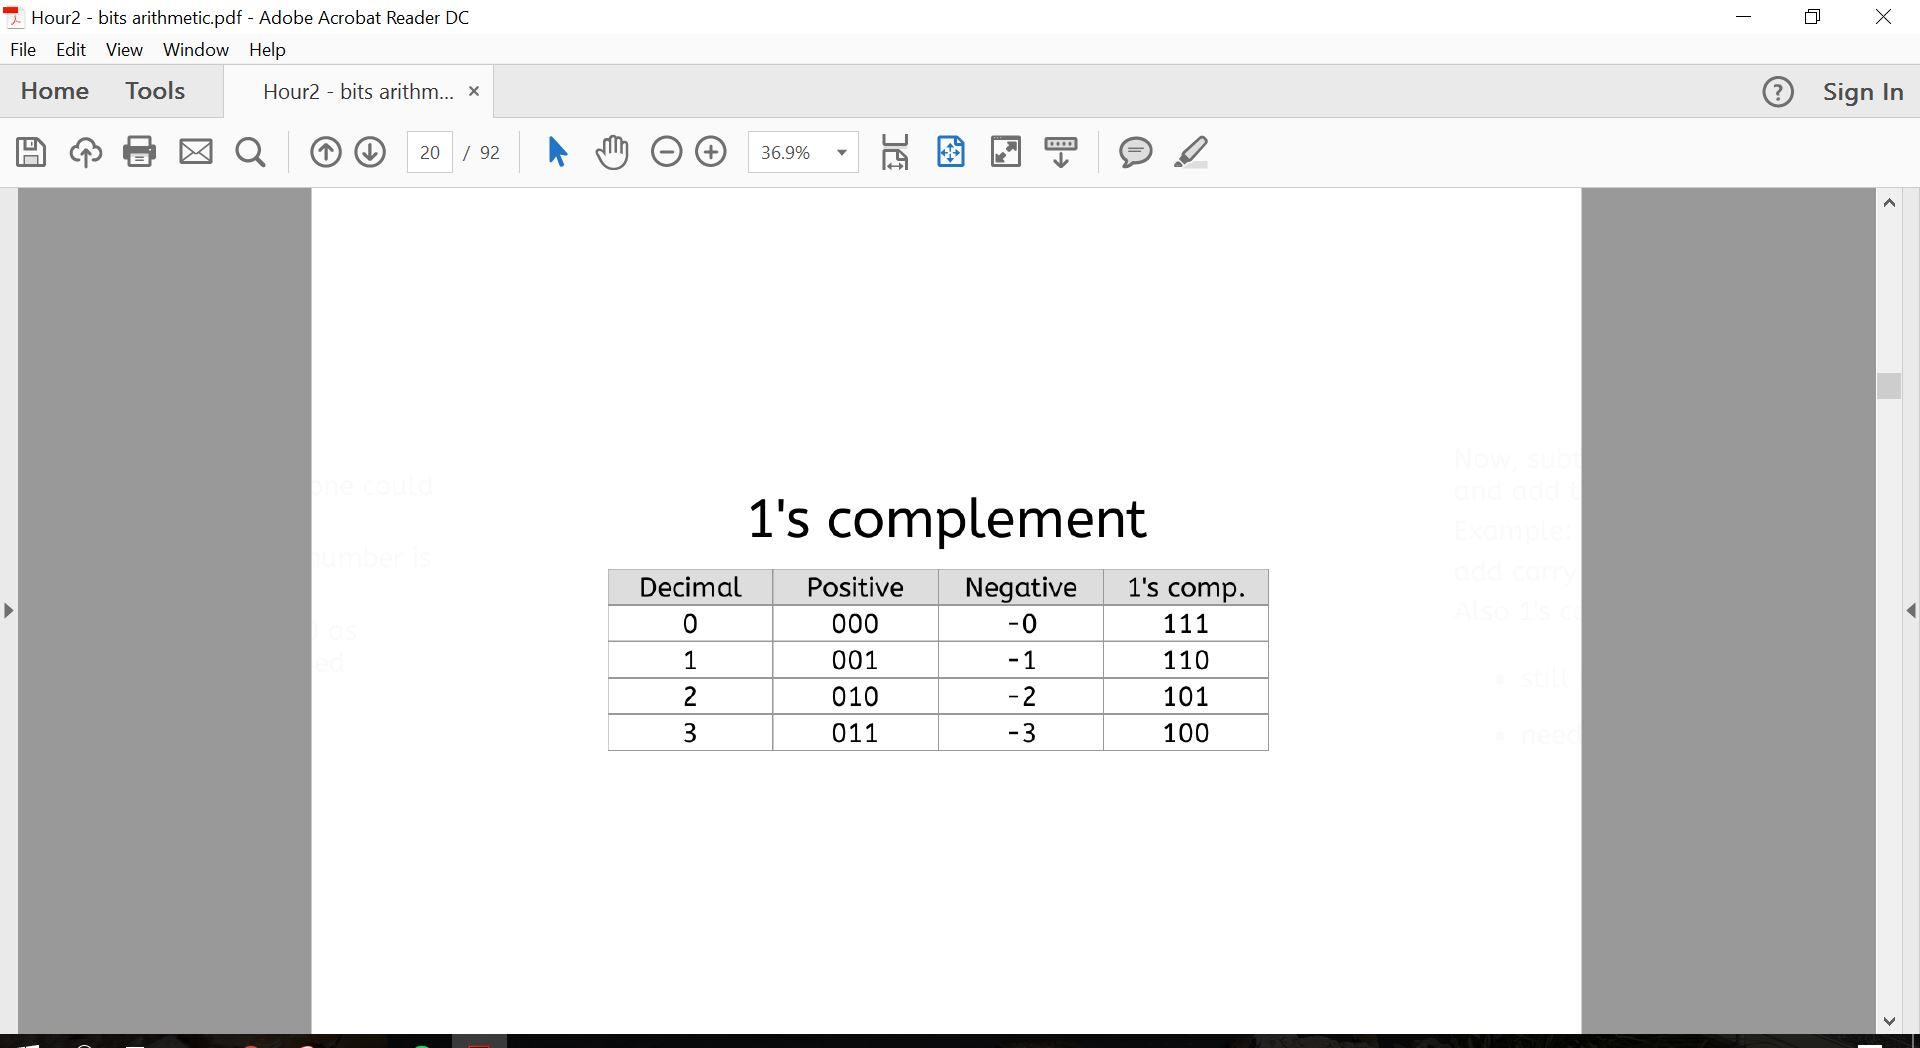 Hour2 - bits arithmetic.pdf - Adobe Acrobat Reader DC
File Edit View Window Help
Home Tools Hour2 - bits arithm... × ? Sign In
20 / 92 36.9%
one could
number is
as
ed
Now, subt
and add t
Example:
add carry
Also 1's co
• still
• need
1's complement
Decimal Positive Negative 1's comp.
0 000 -0 111
1 001 -1 110
2 010 -2 101
3 011 -3 100